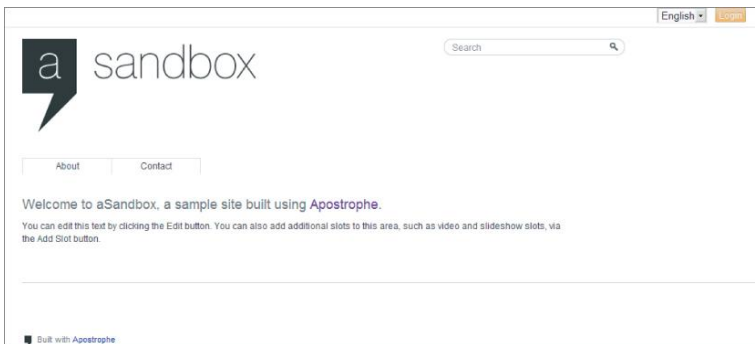 English Login
a sandbox
Search
About Contact
Welcome to aSandbox, a sample site built using Apostrophe.
You can edit this text by clicking the Edit button. You can also add additional slots to this area, such as video and slideshow slots, via
the Add Slot button.
Built with Apostrophe